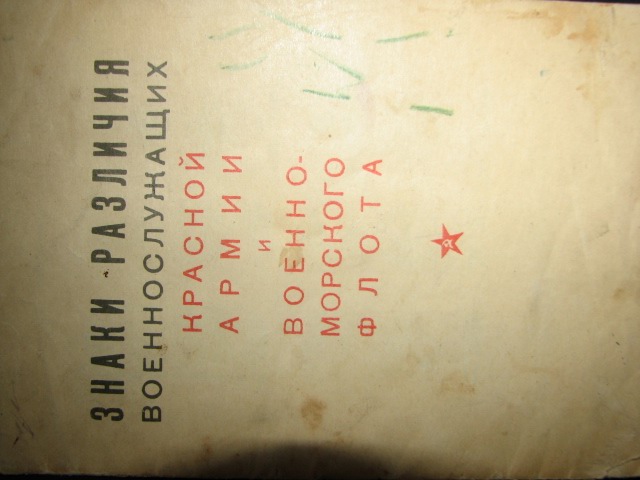 ЗНАКИ РАЗЛИЧИЯ
ВОЕННОСЛУЖАЩИХ
КРАСНОЙ
АРМИИ
И
ВОЕННО-
МОРСКОГО
ФЛОТА